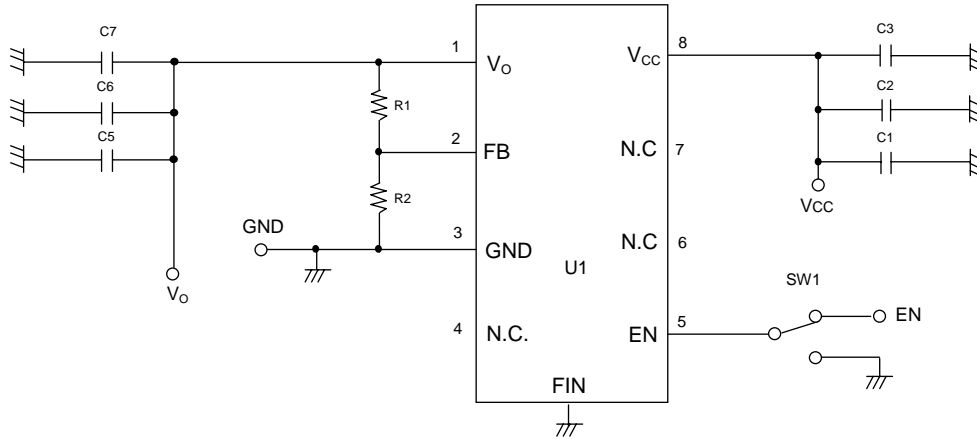 C7
C6
C5
VO
GND
R1
R2
1
2
3
4
VO
FB
GND
N.C.
U1
FIN
VCC
N.C
N.C
EN
8
7
6
5
C3
C2
C1
VCC
SW1
EN